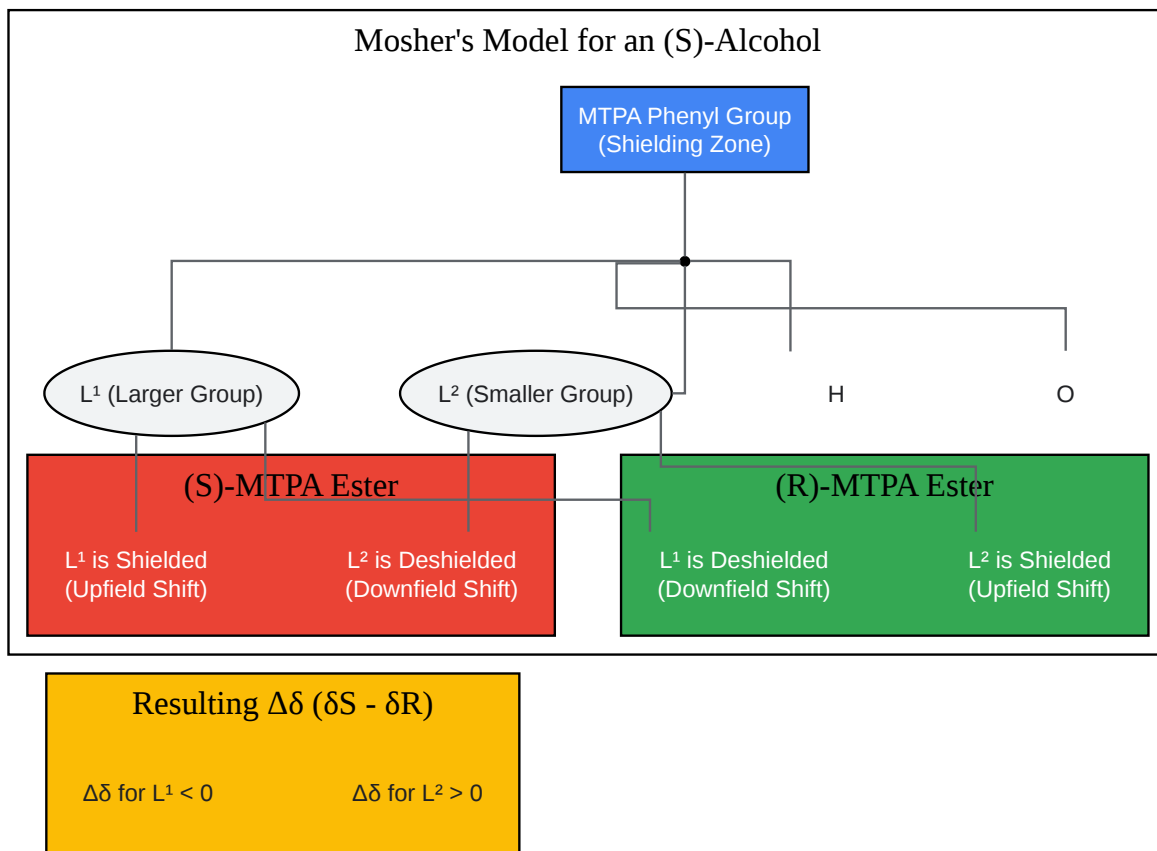 Mosher's Model for an (S)-Alcohol
MTPA Phenyl Group
(Shielding Zone)
L¹ (Larger Group)
L² (Smaller Group)
H
O
(S)-MTPA Ester
L¹ is Shielded
(Upfield Shift)
L² is Deshielded
(Downfield Shift)
(R)-MTPA Ester
L¹ is Deshielded
(Downfield Shift)
L² is Shielded
(Upfield Shift)
Resulting Δδ (δS - δR)
Δδ for L¹ < 0
Δδ for L² > 0